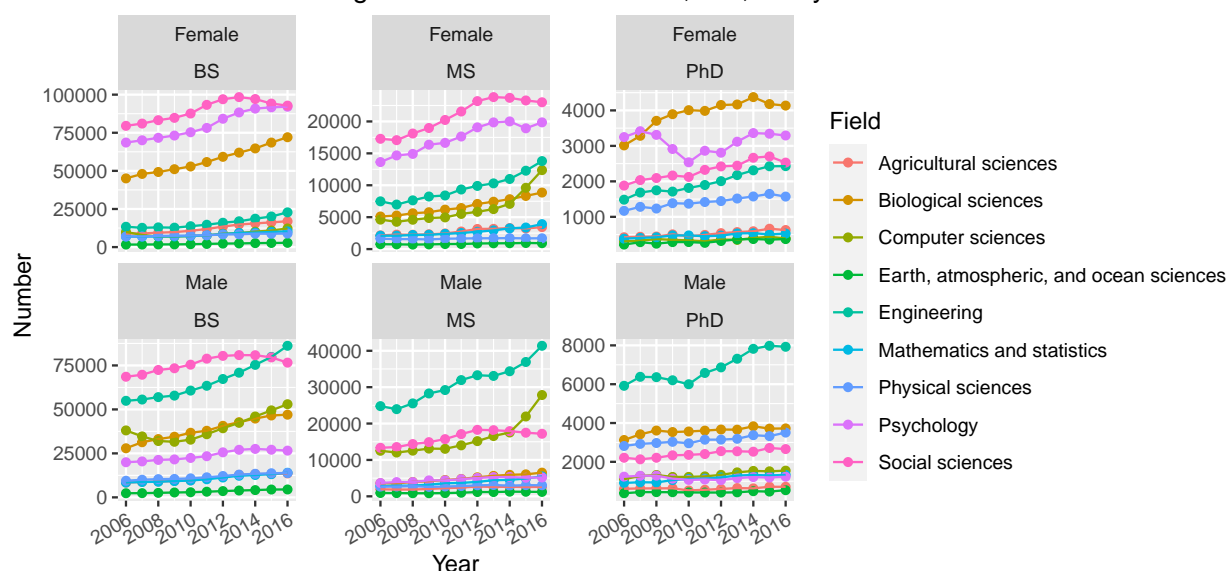 Female
BS
Female
MS
Female
PhD
100000
75000
50000
25000
0
20000
15000
10000
5000
0
4000
3000
2000
1000
Male
BS
Male
MS
Male
PhD
75000
50000
25000
0
40000
30000
20000
10000
0
8000
6000
4000
2000
2006
2008
2010
2012
2014
2016
2006
2008
2010
2012
2014
2016
2006
2008
2010
2012
2014
2016
Number
Year
Field
Agricultural sciences
Biological sciences
Computer sciences
Earth, atmospheric, and ocean sciences
Engineering
Mathematics and statistics
Physical sciences
Psychology
Social sciences